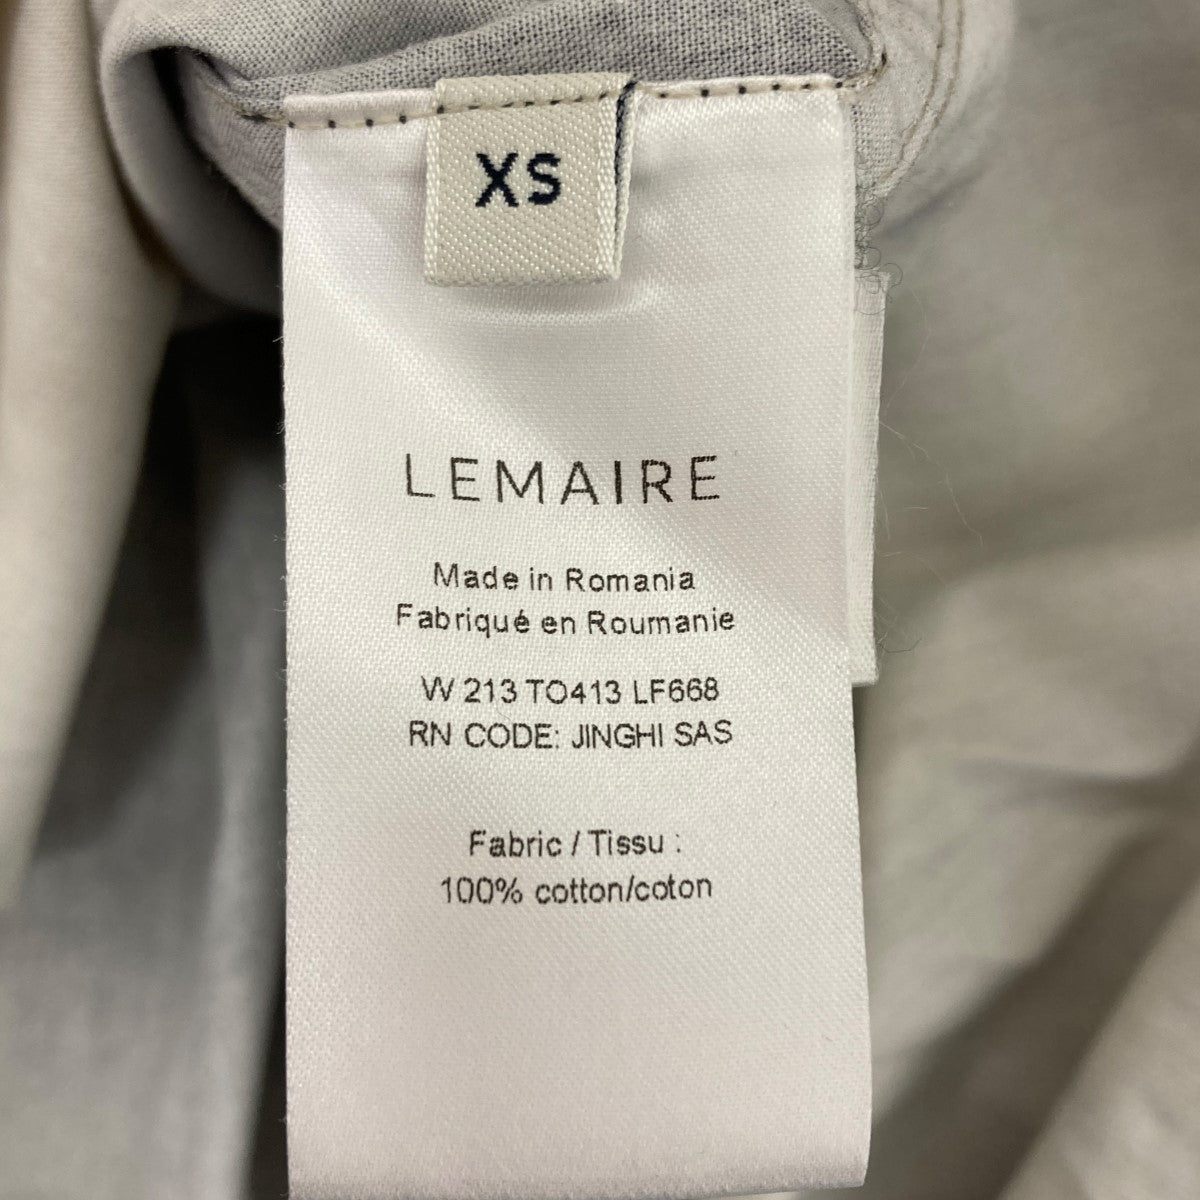 XS
LEMAIRE
Made in Romania
Fabriqué en Roumanie
W 213 TO413 LF668
RN CODE: JINGHI SAS
Fabric / Tissu :
100% cotton/coton